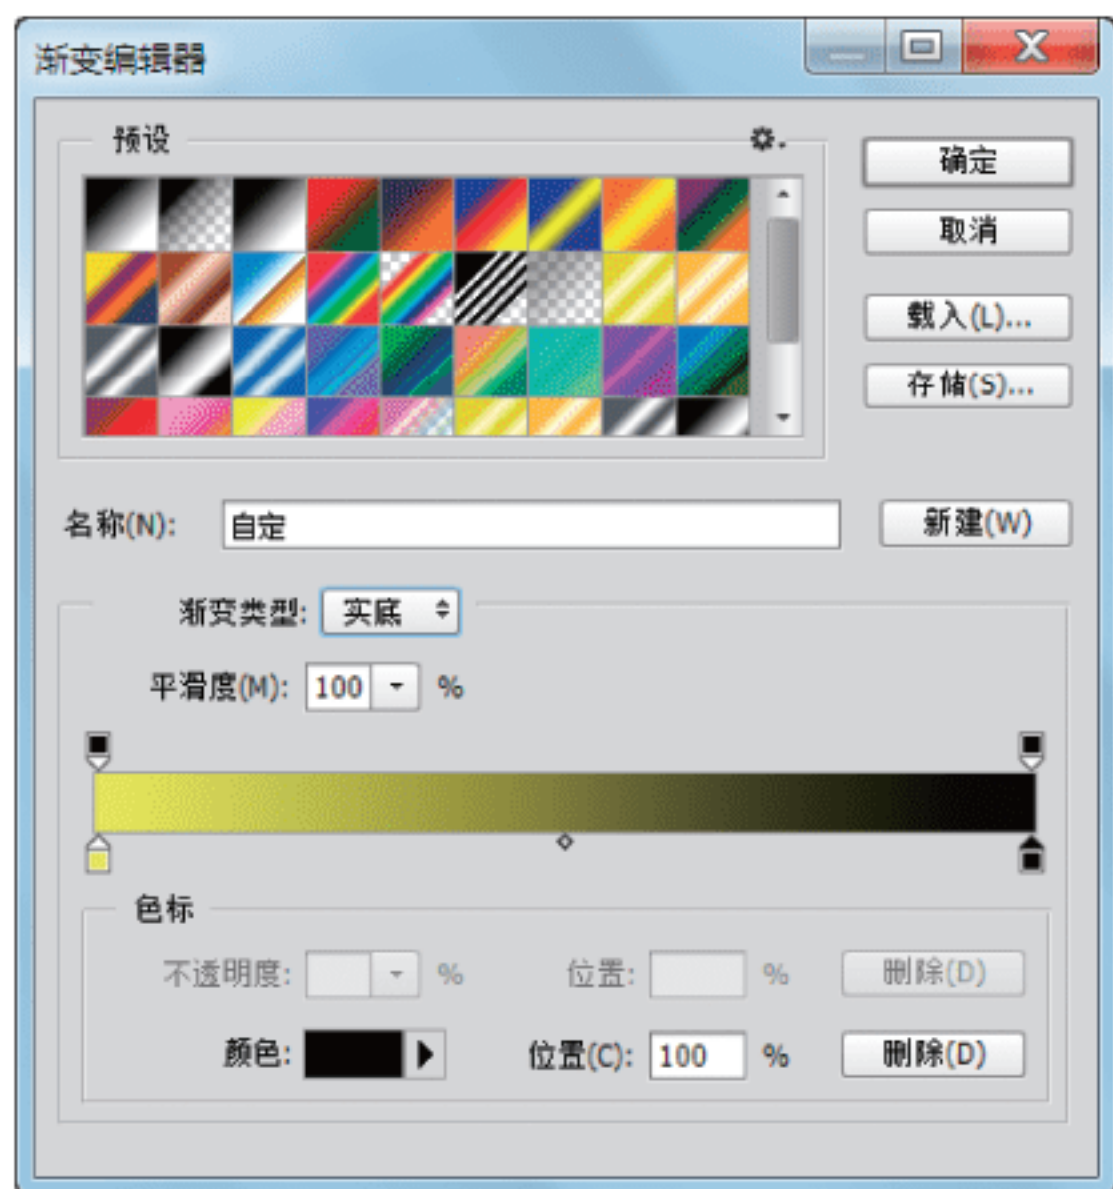 渐变编辑器
预设
确定
取消
载入(L)...
存储(S)...
名称(N): 自定 新建(W)
渐变类型: 实底
平滑度(M): 100 %
色标
不透明度: % 位置: % 删除(D)
颜色: 位置(C): 100 % 删除(D)